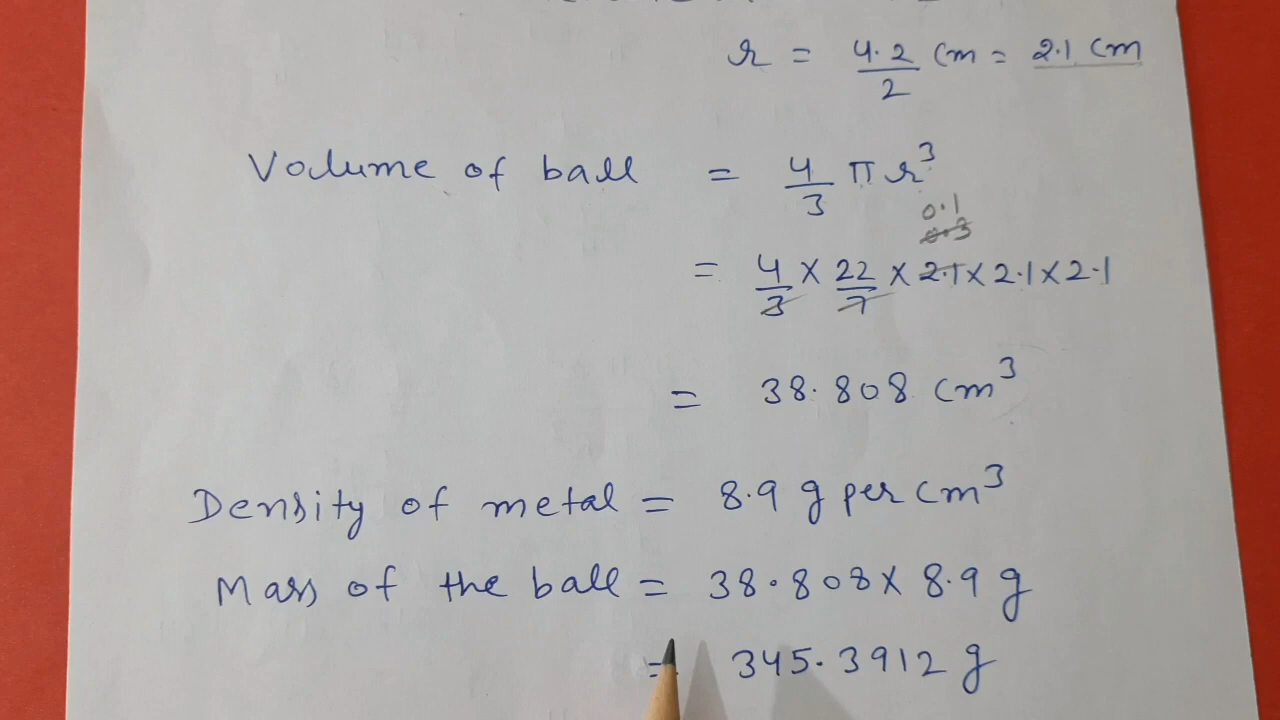 r = 4.2/2 cm = 2.1 cm
Volume of ball = 4/3 π r³
0.1
0.3
= 4/3 × 22/7 × 2.1 × 2.1 × 2.1
= 38.808 cm³
Density of metal = 8.9 g per cm³
Mass of the ball = 38.808 × 8.9 g
= 345.3912 g